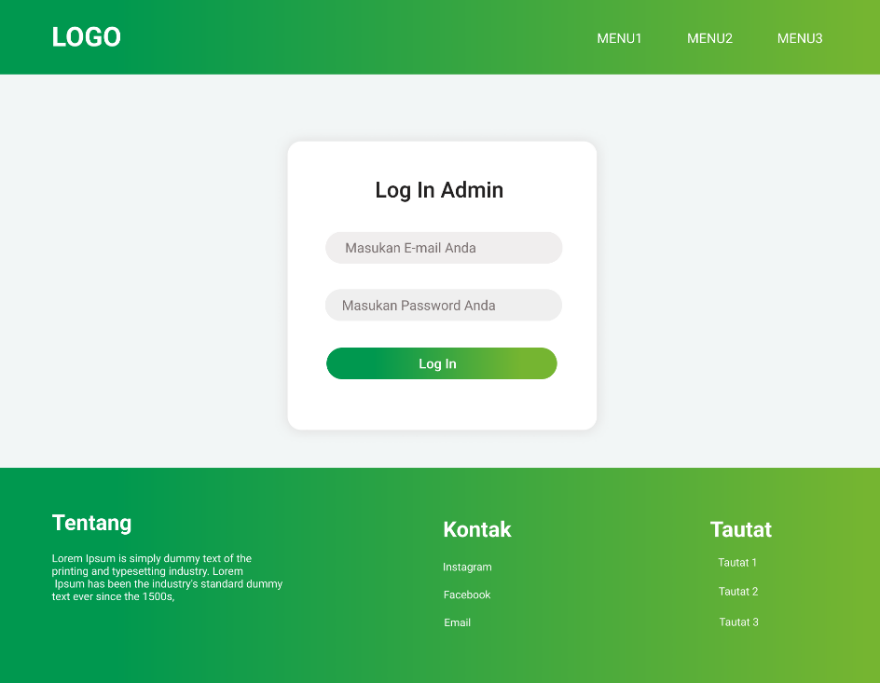 LOGO
MENU1 MENU2 MENU3
Log In Admin
Masukan E-mail Anda
Masukan Password Anda
Log In
Tentang
Lorem Ipsum is simply dummy text of the
printing and typesetting industry. Lorem
Ipsum has been the industry's standard dummy
text ever since the 1500s,
Kontak
Instagram
Facebook
Email
Tautat
Tautat 1
Tautat 2
Tautat 3